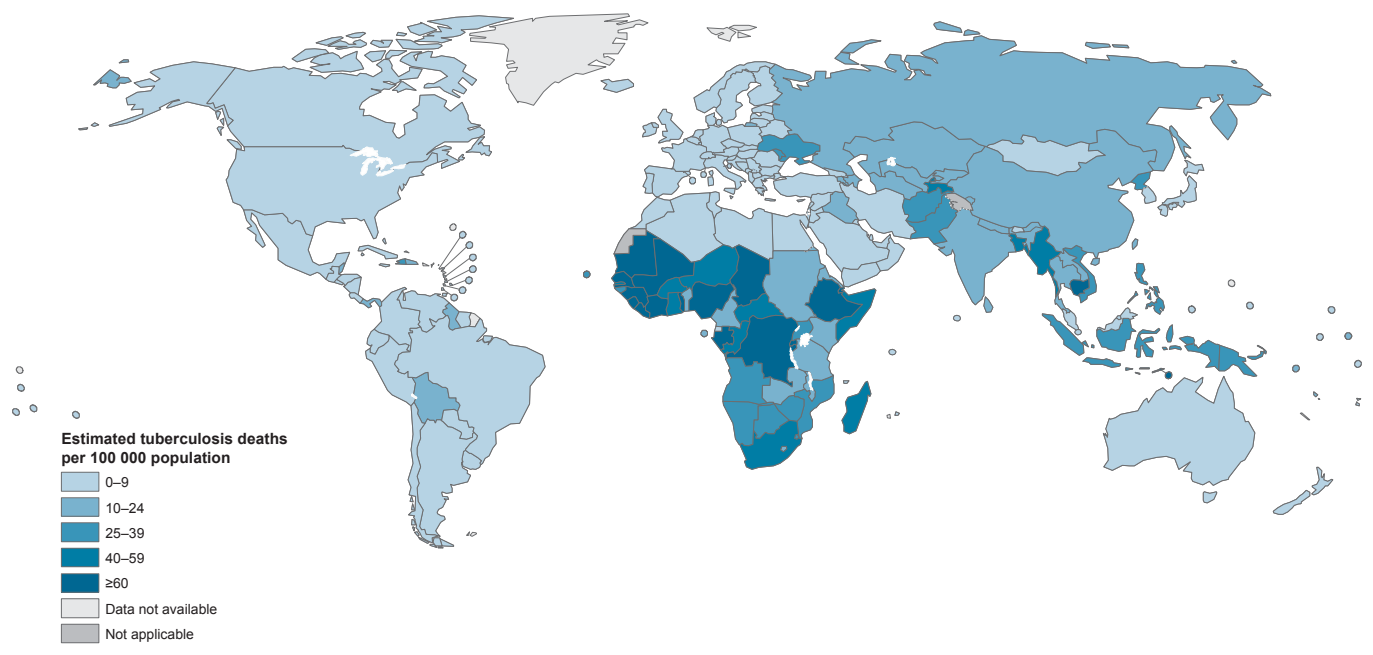 Estimated tuberculosis deaths
per 100 000 population
0–9
10–24
25–39
40–59
≥60
Data not available
Not applicable